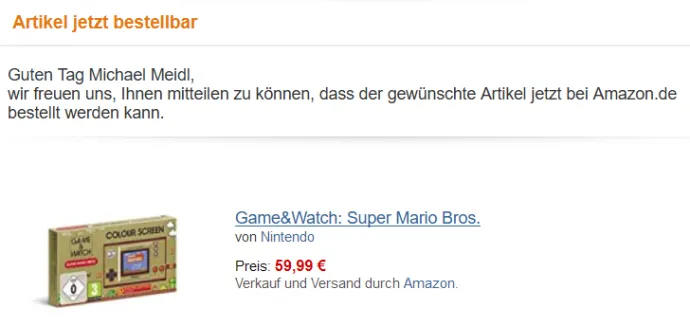 Artikel jetzt bestellbar
Guten Tag Michael Meidl,
wir freuen uns, Ihnen mitteilen zu können, dass der gewünschte Artikel jetzt bei Amazon.de
bestellt werden kann.
Game&Watch: Super Mario Bros.
von Nintendo
Preis: 59,99 €
Verkauf und Versand durch Amazon.
COLOUR SCREEN
GAME
&
WATCH
SUPER MARIO BROS.
0
3